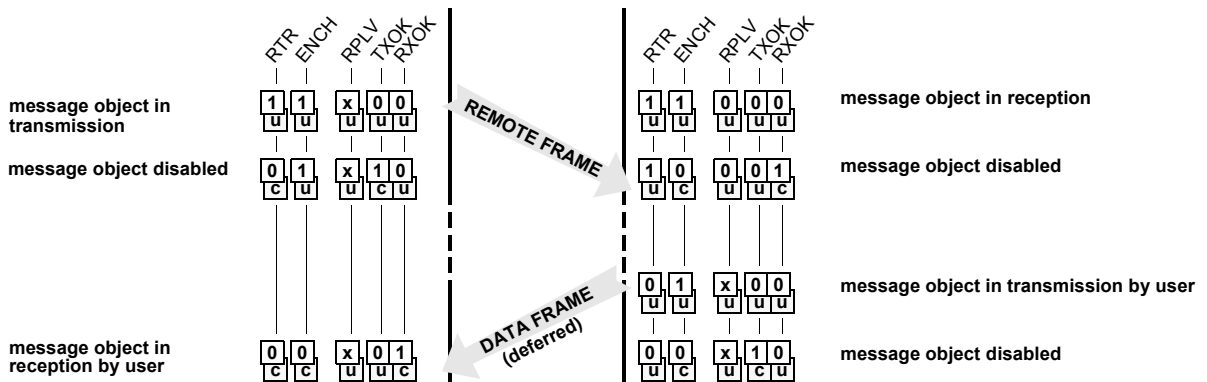 RTR ENCH RPLV TXOK RXOK RTR ENCH RPLV TXOK RXOK
message object in transmission
1 1 x 0 0
u u u u u
REMOTE FRAME
1 1 0 0 0
u u u u u
message object in reception
message object disabled
0 1 x 1 0
c u u c u
1 0 0 0 1
u c u u c
message object disabled
DATA FRAME
(deferred)
0 1 x 0 0
u u u u u
message object in transmission by user
message object in
reception by user
0 0 x 0 1
c c u u c
0 0 x 1 0
u c u c u
message object disabled